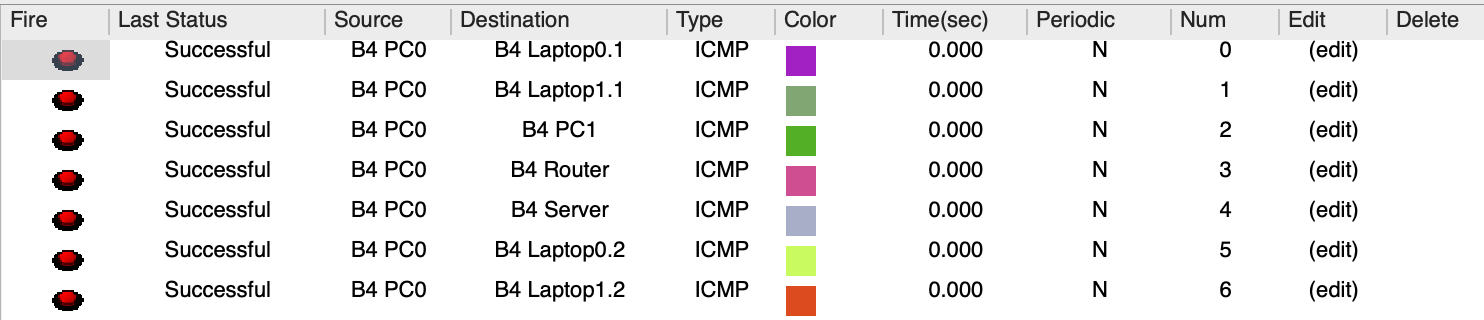 Fire Last Status Source Destination Type Color Time(sec) Periodic Num Edit Delete
Successful B4 PC0 B4 Laptop0.1 ICMP 0.000 N 0 (edit)
Successful B4 PC0 B4 Laptop1.1 ICMP 0.000 N 1 (edit)
Successful B4 PC0 B4 PC1 ICMP 0.000 N 2 (edit)
Successful B4 PC0 B4 Router ICMP 0.000 N 3 (edit)
Successful B4 PC0 B4 Server ICMP 0.000 N 4 (edit)
Successful B4 PC0 B4 Laptop0.2 ICMP 0.000 N 5 (edit)
Successful B4 PC0 B4 Laptop1.2 ICMP 0.000 N 6 (edit)